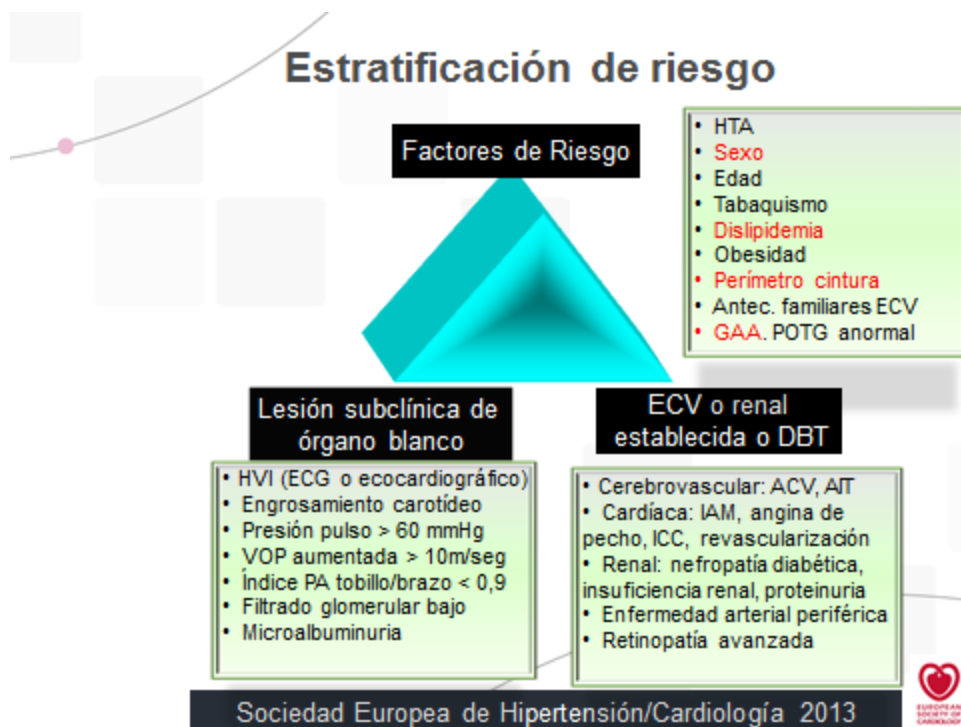 Estratificación de riesgo
Factores de Riesgo
• HTA
• Sexo
• Edad
• Tabaquismo
• Dislipidemia
• Obesidad
• Perímetro cintura
• Antec. familiares ECV
• GAA. POTG anormal
Lesión subclínica de
órgano blanco
• HVI (ECG o ecocardiográfico)
• Engrosamiento carotídeo
• Presión pulso > 60 mmHg
• VOP aumentada > 10m/seg
• Índice PA tobillo/brazo < 0,9
• Filtrado glomerular bajo
• Microalbuminuria
ECV o renal
establecida o DBT
• Cerebrovascular: ACV, AIT
• Cardíaca: IAM, angina de
pecho, ICC, revascularización
• Renal: nefropatía diabética,
insuficiencia renal, proteinuria
• Enfermedad arterial periférica
• Retinopatía avanzada
Sociedad Europea de Hipertensión/Cardiología 2013
EUROPEAN
SOCIETY OF
CARDIOLOGY